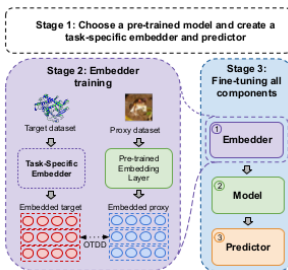 Stage 1: Choose a pre-trained model and create a
task-specific embedder and predictor
Stage 2: Embedder
training
Target dataset
Proxy dataset
Task-Specific
Embedder
Pre-trained
Embedding
Layer
Embedded target
Embedded proxy
OTDD
Stage 3:
Fine-tuning all
components
1
Embedder
2
Model
3
Predictor